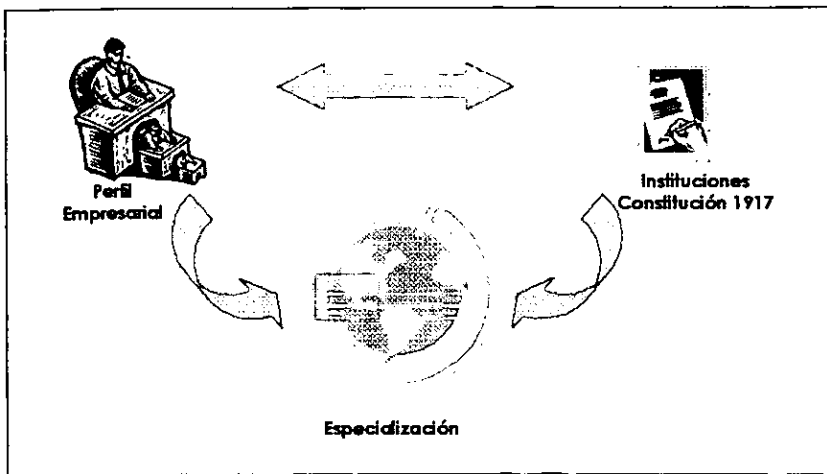 Perfil
Empresarial
Instituciones
Constitución 1917
Especialización